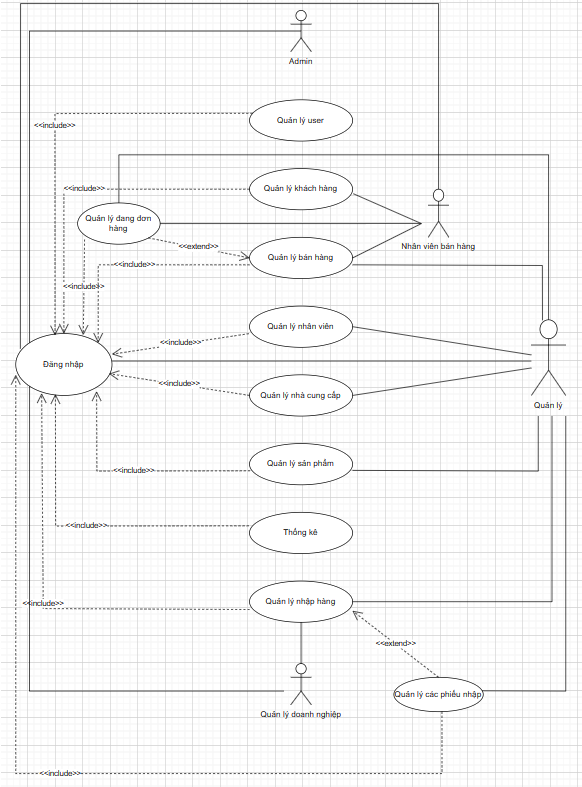 Admin
Quản lý user
<<include>>
Quản lý khách hàng
<<include>>
Quản lý dang đơn
hàng
Nhân viên bán hàng
<<extend>>
Quản lý bán hàng
<<include>>
<<include>>
Quản lý nhân viên
<<include>>
Đăng nhập
<<include>>
Quản lý nhà cung cấp
Quản lý
Quản lý sản phẩm
<<include>>
<<include>>
Thống kê
Quản lý nhập hàng
<<include>>
<<extend>>
Quản lý các phiếu nhập
Quản lý doanh nghiệp
<<include>>